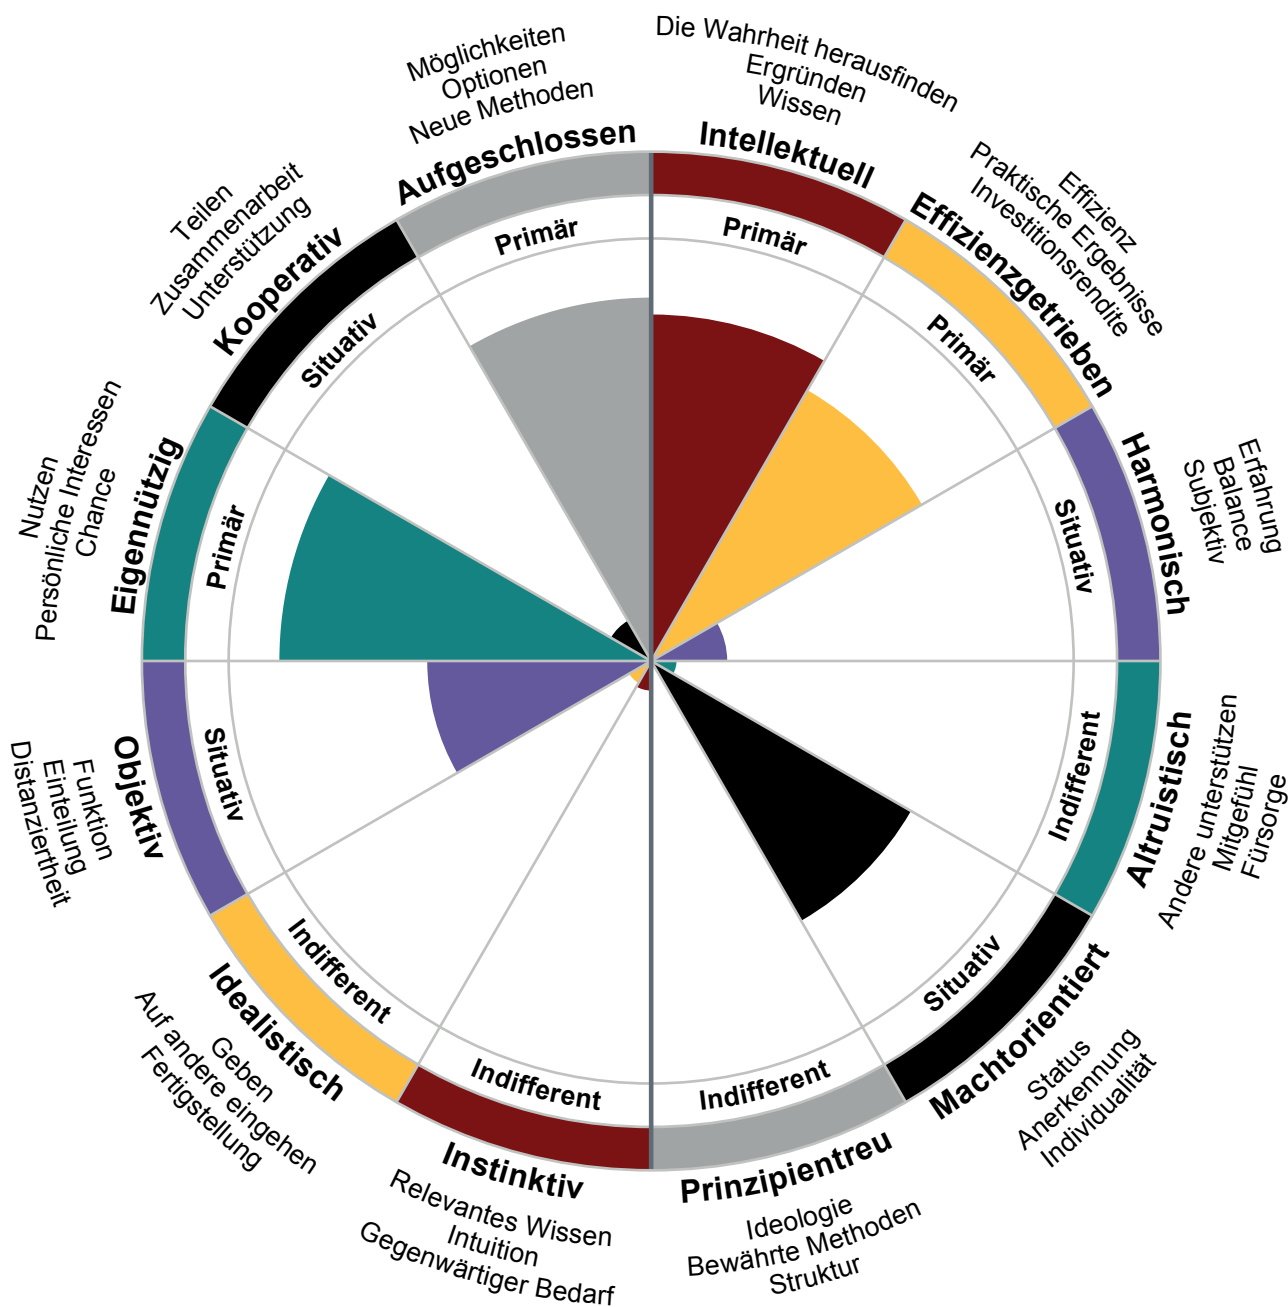 Die Wahrheit herausfinden
Ergründen
Wissen
Intellektuell
Primär
Effizienz
Praktische Ergebnisse
Investitionsrendite
Effizienzgetrieben
Primär
Erfahrung
Balance
Subjektiv
Harmonisch
Situativ
Andere unterstützen
Mitgefühl
Fürsorge
Altruistisch
Indifferent
Status
Anerkennung
Individualität
Machtorientiert
Situativ
Indifferent
Prinzipientreu
Ideologie
Bewährte Methoden
Struktur
Indifferent
Instinktiv
Relevantes Wissen
Intuition
Gegenwärtiger Bedarf
Indifferent
Idealistisch
Geben
Auf andere eingehen
Fertigstellung
Situativ
Objektiv
Funktion
Einteilung
Distanziertheit
Nutzen
Persönliche Interessen
Chance
Eigennützig
Primär
Teilen
Zusammenarbeit
Unterstützung
Kooperativ
Situativ
Möglichkeiten
Optionen
Neue Methoden
Aufgeschlossen
Primär